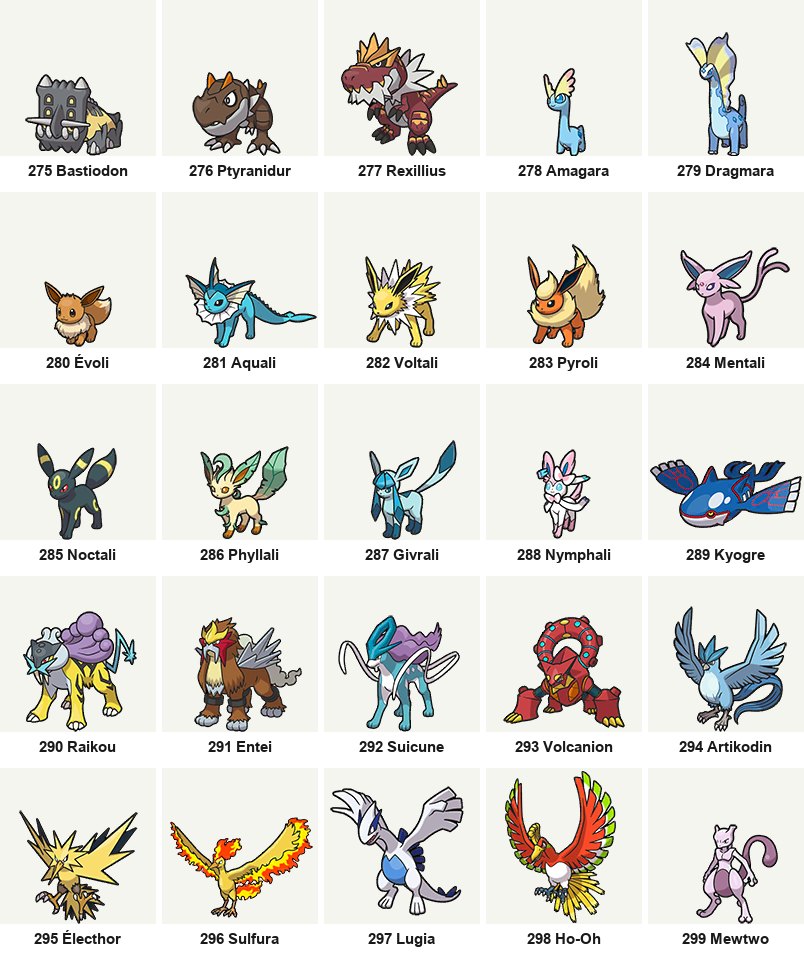 275 Bastiodon
276 Ptyranidur
277 Rexillius
278 Amagara
279 Dragmara
280 Évoli
281 Aquali
282 Voltali
283 Pyroli
284 Mentali
285 Noctali
286 Phyllali
287 Givrali
288 Nymphali
289 Kyogre
290 Raikou
291 Entei
292 Suicune
293 Volcanion
294 Artikodin
295 Électhor
296 Sulfura
297 Lugia
298 Ho-Oh
299 Mewtwo